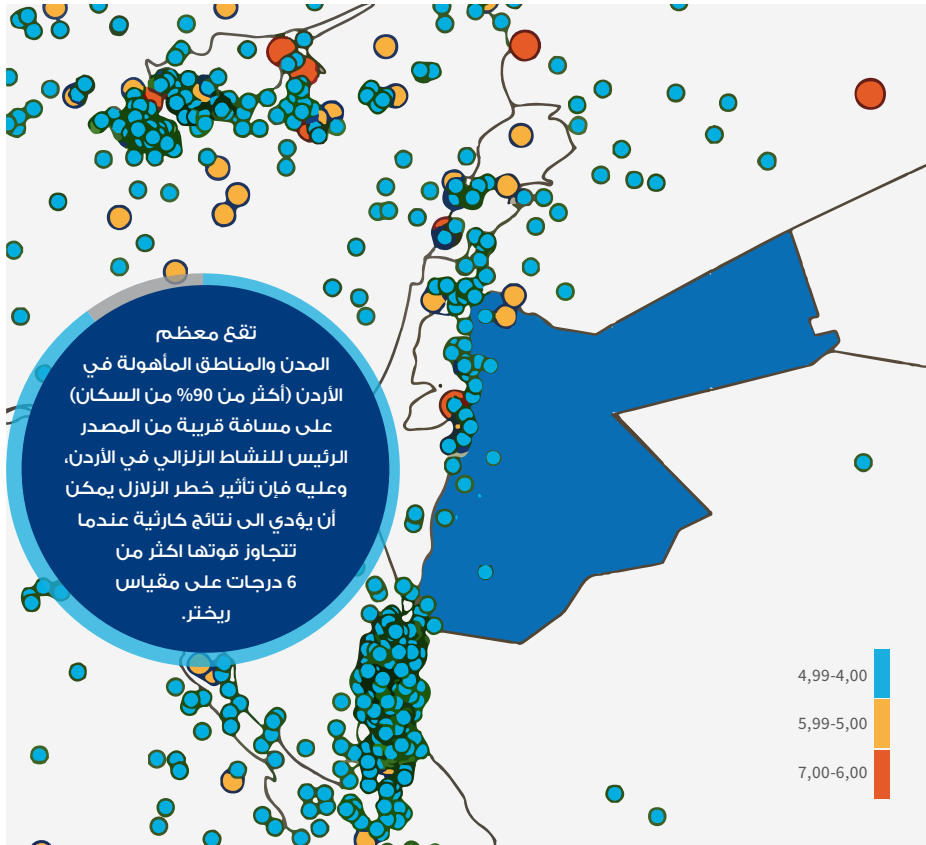 تقع معظم
المدن والمناطق المأهولة في
الأردن (أكثر من 90% من السكان)
على مسافة قريبة من المصدر
الرئيس للنشاط الزلزالي في الأردن،
وعليه فإن تأثير خطر الزلازل يمكن
أن يؤدي الى نتائج كارثية عندما
تتجاوز قوتها اكثر من
6 درجات على مقياس
ريختر.
4,99-4,00
5,99-5,00
7,00-6,00